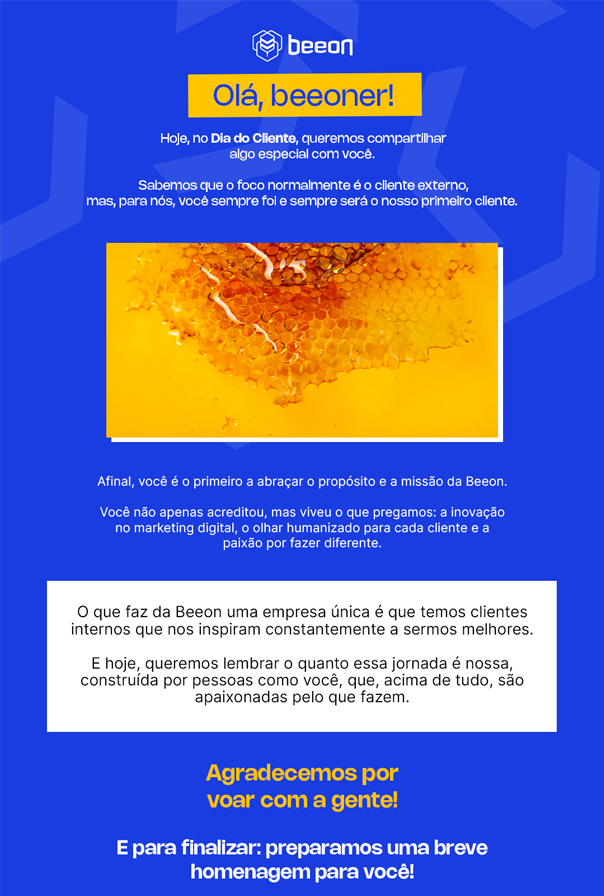 beeon
Olá, beeoner!
Hoje, no Dia do Cliente, queremos compartilhar
algo especial com você.
Sabemos que o foco normalmente é o cliente externo,
mas, para nós, você sempre foi e sempre será o nosso primeiro cliente.
Afinal, você é o primeiro a abraçar o propósito e a missão da Beeon.
Você não apenas acreditou, mas viveu o que pregamos: a inovação
no marketing digital, o olhar humanizado para cada cliente e a
paixão por fazer diferente.
O que faz da Beeon uma empresa única é que temos clientes
internos que nos inspiram constantemente a sermos melhores.
E hoje, queremos lembrar o quanto essa jornada é nossa,
construída por pessoas como você, que, acima de tudo, são
apaixonadas pelo que fazem.
Agradecemos por
voar com a gente!
E para finalizar: preparamos uma breve
homenagem para você!